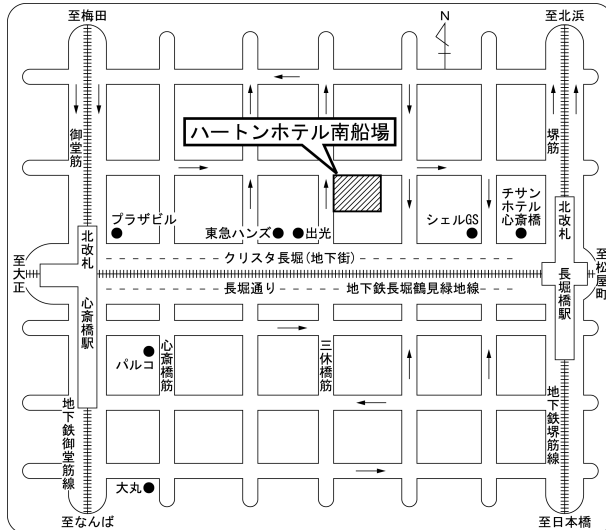 至梅田
至北浜
N
御堂筋
堺筋
ハートンホテル南船場
チサン
ホテル
心斎橋
プラザビル
東急ハンズ
出光
シェルGS
北改札
北改札
クリスタ長堀(地下街)
至大正
至松屋町
長堀通り
地下鉄長堀鶴見緑地線
心斎橋駅
長堀橋駅
パルコ
心斎橋筋
三休橋筋
地下鉄御堂筋線
地下鉄堺筋線
大丸
至なんば
至日本橋